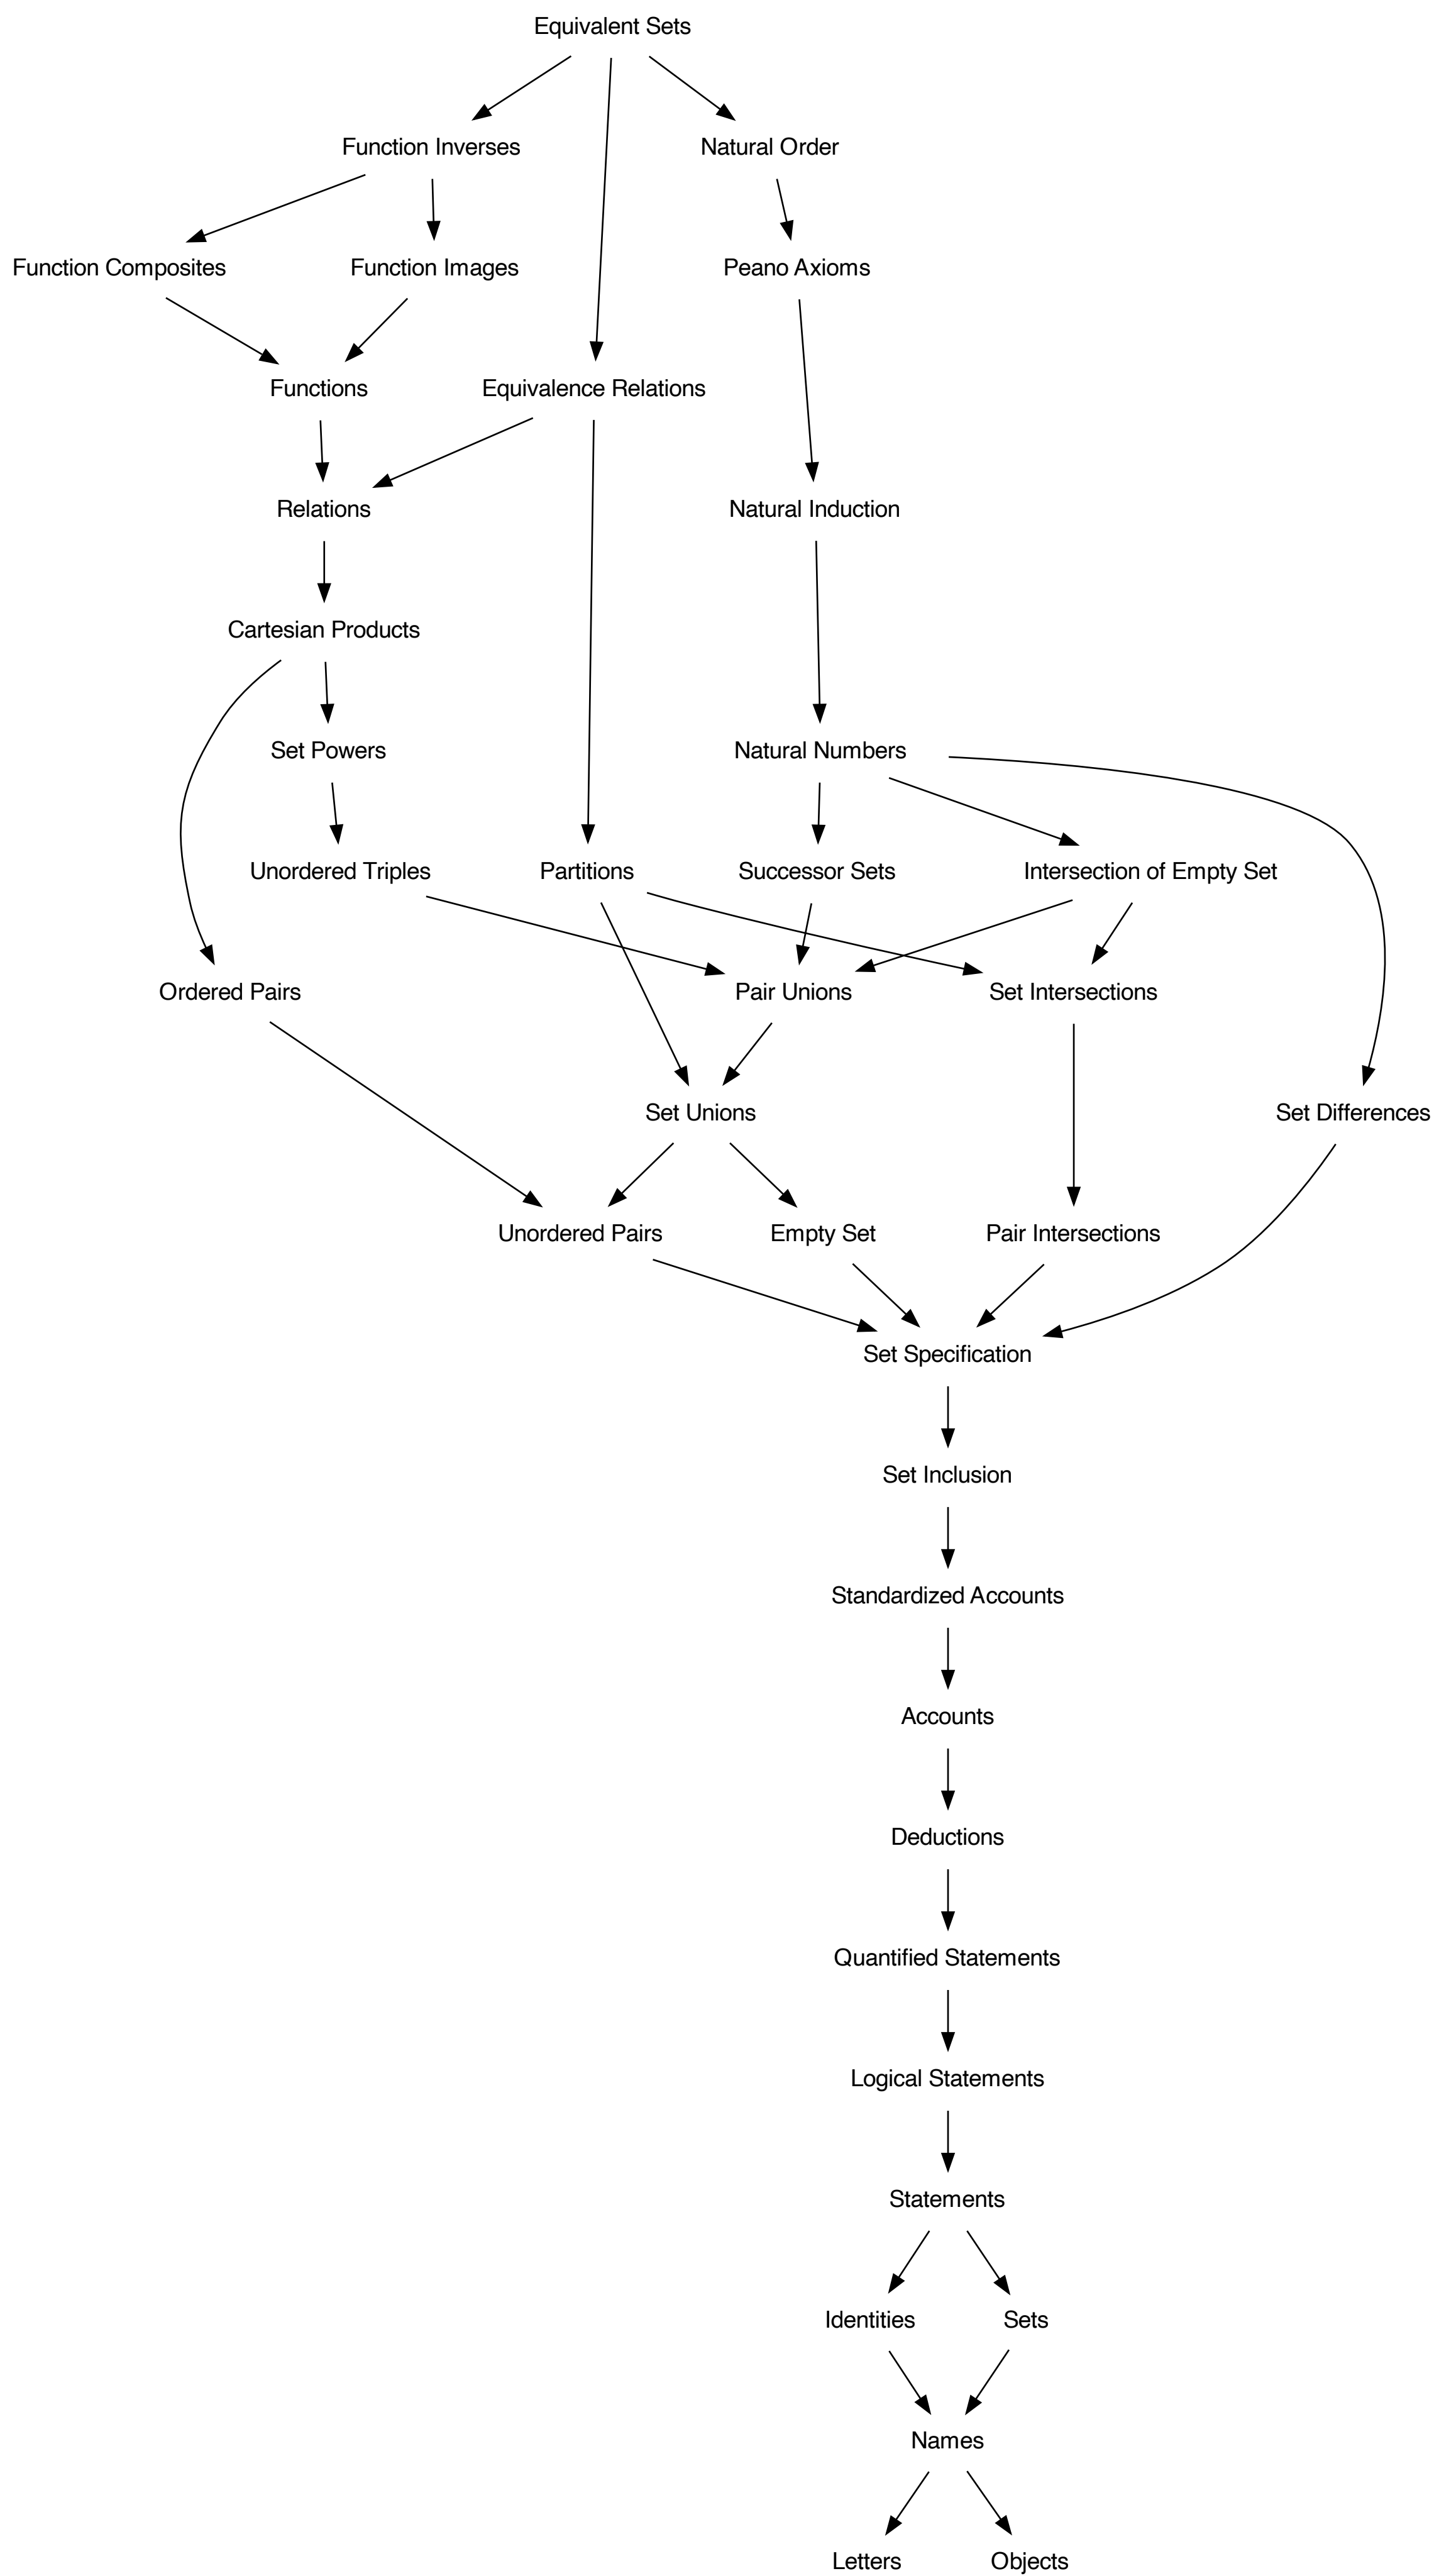 Equivalent Sets
Function Inverses
Natural Order
Function Composites
Function Images
Peano Axioms
Functions
Equivalence Relations
Relations
Natural Induction
Cartesian Products
Set Powers
Natural Numbers
Unordered Triples
Partitions
Successor Sets
Intersection of Empty Set
Ordered Pairs
Pair Unions
Set Intersections
Set Unions
Set Differences
Unordered Pairs
Empty Set
Pair Intersections
Set Specification
Set Inclusion
Standardized Accounts
Accounts
Deductions
Quantified Statements
Logical Statements
Statements
Identities
Sets
Names
Letters
Objects